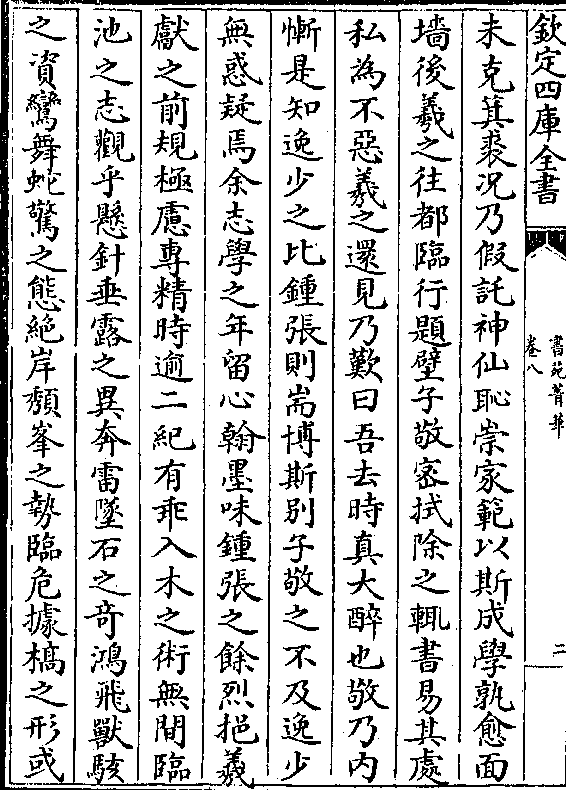 欽定四庫全書
書苑菁華
卷八
二
未克箕裘况乃假託神仙恥崇家範以斯成學孰愈面
墻後羲之往都臨行題壁子敬密拭除之輒書易其處
私為不惡羲之還見乃歎曰吾去時真大醉也敬乃内
慚是知逸少之比鍾張則耑博斯别子敬之不及逸少
無惑疑焉余志學之年留心翰墨味鍾張之餘烈挹羲
獻之前規極慮專精時逾二紀有乖入木之術無間臨
池之志觀乎懸針垂露之異奔雷墜石之奇鴻飛獸駭
之資鸞舞蛇驚之態絶岸頽峯之勢臨危據槁之形或